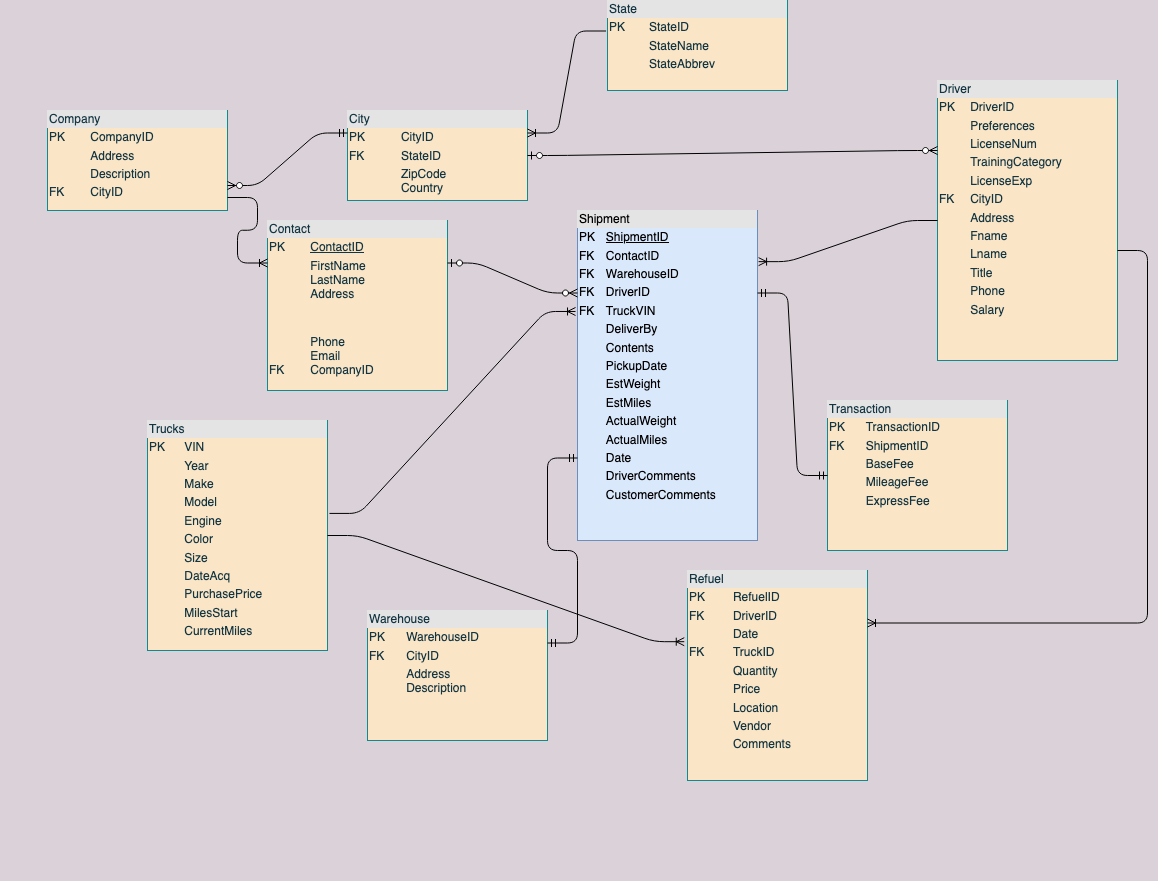 State
PK StateID
StateName
StateAbbrev
Driver
PK DriverID
Preferences
LicenseNum
TrainingCategory
LicenseExp
FK CityID
Address
Fname
Lname
Title
Phone
Salary
Company
PK CompanyID
Address
Description
FK CityID
City
PK CityID
FK StateID
ZipCode
Country
Contact
PK ContactID
FirstName
LastName
Address
Phone
Email
FK CompanyID
Shipment
PK ShipmentID
FK ContactID
FK WarehouseID
FK DriverID
FK TruckVIN
DeliverBy
Contents
PickupDate
EstWeight
EstMiles
ActualWeight
ActualMiles
Date
DriverComments
CustomerComments
Transaction
PK TransactionID
FK ShipmentID
BaseFee
MileageFee
ExpressFee
Trucks
PK VIN
Year
Make
Model
Engine
Color
Size
DateAcq
PurchasePrice
MilesStart
CurrentMiles
Warehouse
PK WarehouseID
FK CityID
Address
Description
Refuel
PK RefuelID
FK DriverID
Date
FK TruckID
Quantity
Price
Location
Vendor
Comments